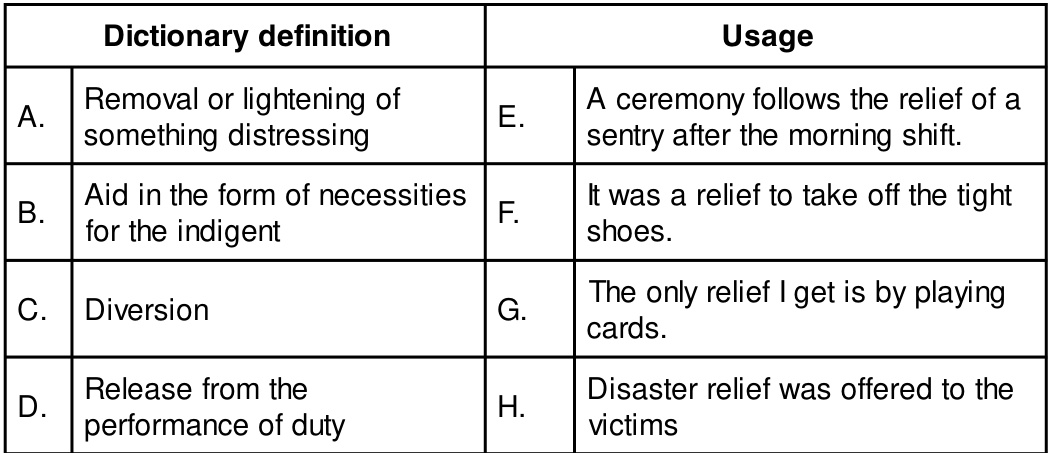 Dictionary definition Usage
A. Removal or lightening of
something distressing
E. A ceremony follows the relief of a
sentry after the morning shift.
B. Aid in the form of necessities
for the indigent
F. It was a relief to take off the tight
shoes.
C. Diversion
G. The only relief I get is by playing
cards.
D. Release from the
performance of duty
H. Disaster relief was offered to the
victims